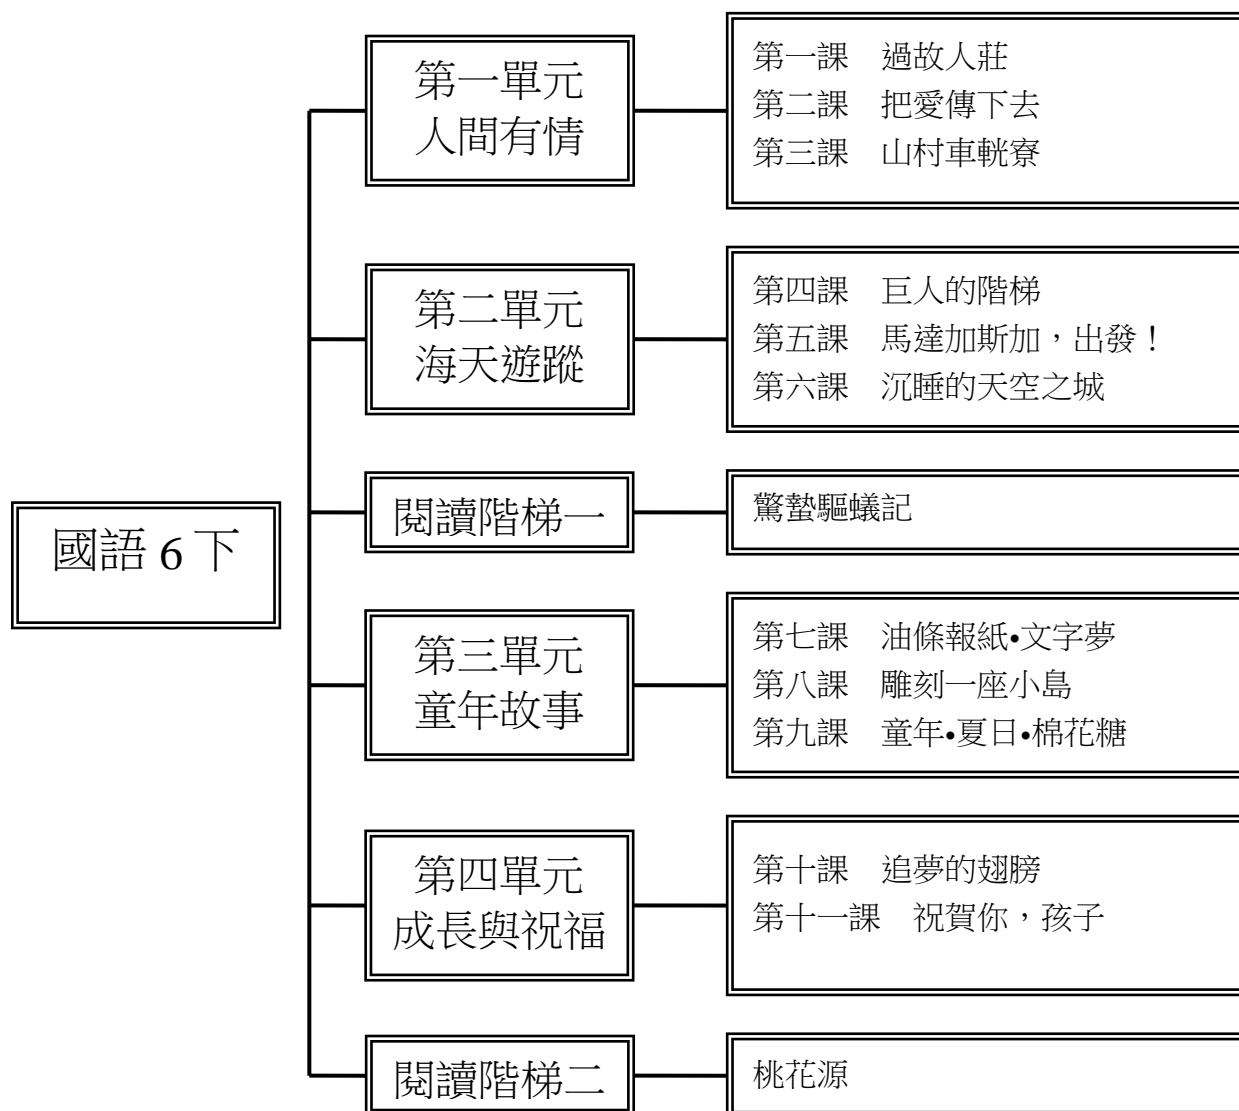 國語 6 下
第一單元
人間有情
第一課　過故人莊
第二課　把愛傳下去
第三課　山村車輄寮
第二單元
海天遊蹤
第四課　巨人的階梯
第五課　馬達加斯加，出發！
第六課　沉睡的天空之城
閱讀階梯一
驚蟄驅蟻記
第三單元
童年故事
第七課　油條報紙•文字夢
第八課　雕刻一座小島
第九課　童年•夏日•棉花糖
第四單元
成長與祝福
第十課　追夢的翅膀
第十一課　祝賀你，孩子
閱讀階梯二
桃花源